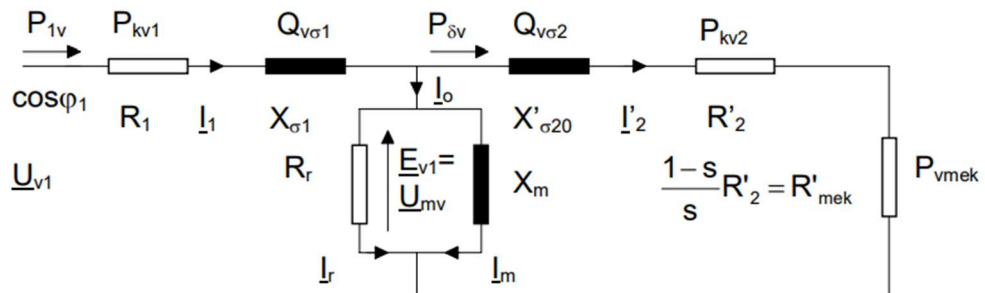 P1v Pkv1 Qvσ1 Pδv Qvσ2 Pkv2
Io
cosφ1 R1 I1 Xσ1 X'σ20 I'2 R'2
Uv1 Rr Ev1= Umv Xm (1−s)/s R'2 = R'mek Pvmek
Ir Im